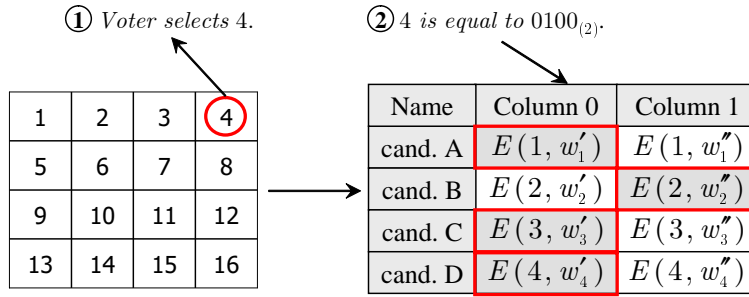 ① Voter selects 4.
② 4 is equal to 0100₍₂₎.
1 2 3 4
5 6 7 8
9 10 11 12
13 14 15 16
Name Column 0 Column 1
cand. A E(1, w₁′) E(1, w₁″)
cand. B E(2, w₂′) E(2, w₂″)
cand. C E(3, w₃′) E(3, w₃″)
cand. D E(4, w₄′) E(4, w₄″)